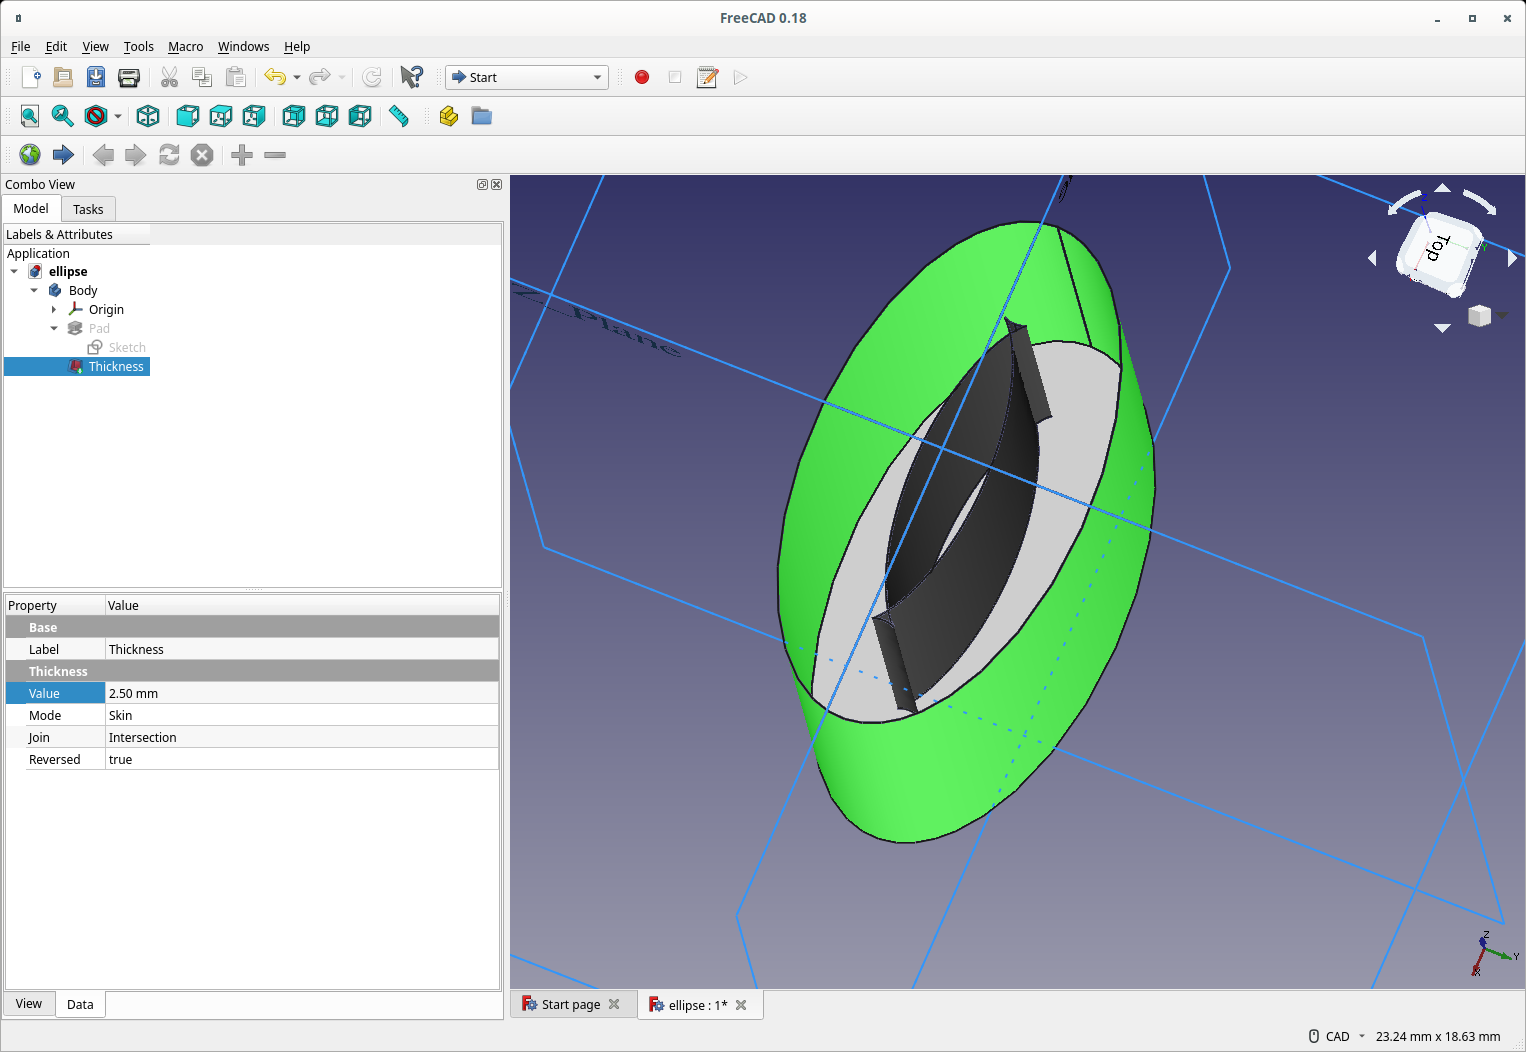 FreeCAD 0.18
File Edit View Tools Macro Windows Help
Start
Combo View
Model Tasks
Labels & Attributes
Application
ellipse
Body
Origin
Pad
Sketch
Thickness
Property Value
Base
Label Thickness
Thickness
Value 2.50 mm
Mode Skin
Join Intersection
Reversed true
View Data
Plane
Top
Z
Y
Z
Y
X
Start page ellipse : 1*
CAD 23.24 mm x 18.63 mm